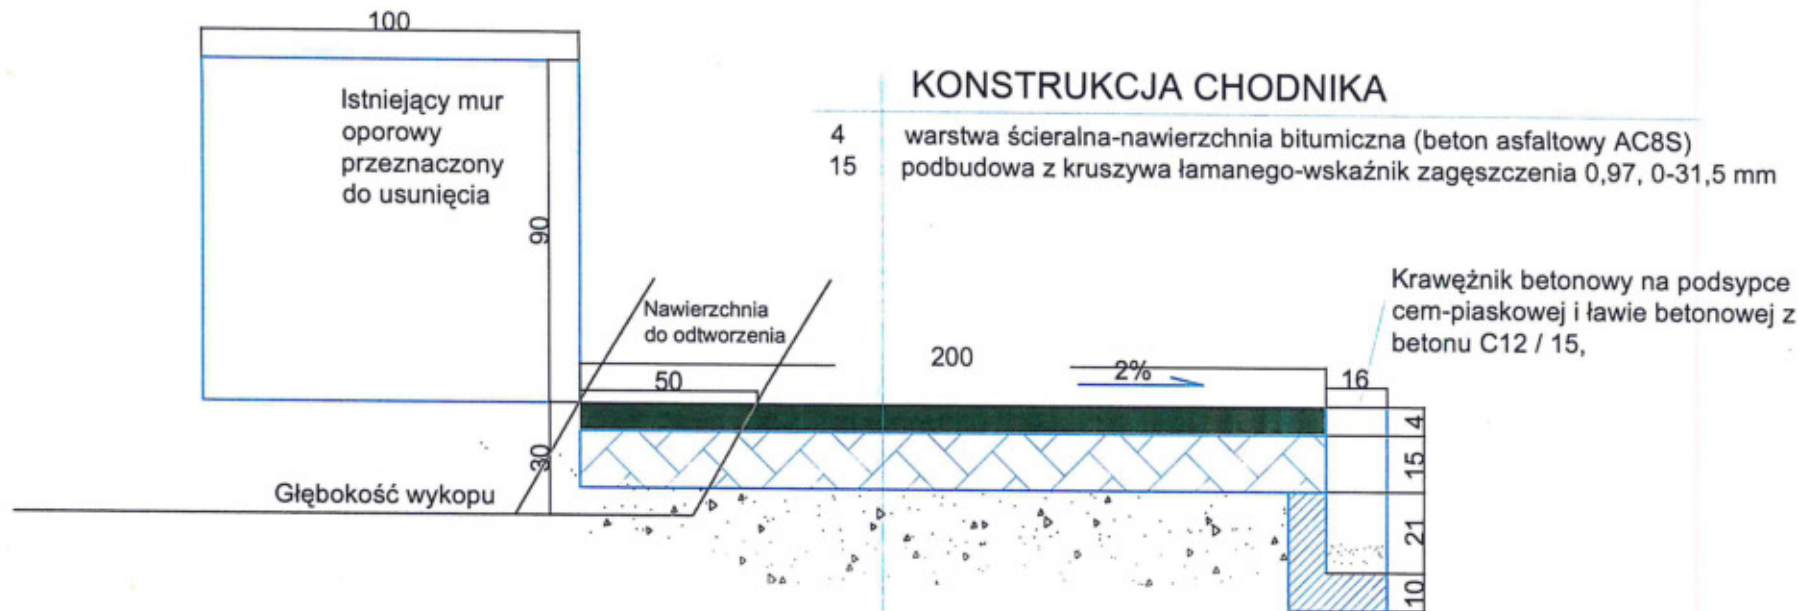 100
Istniejący mur
oporowy
przeznaczony
do usunięcia
90
KONSTRUKCJA CHODNIKA
4 warstwa ścieralna-nawierzchnia bitumiczna (beton asfaltowy AC8S)
15 podbudowa z kruszywa łamanego-wskaźnik zagęszczenia 0,97, 0-31,5 mm
Krawężnik betonowy na podsypce
cem-piaskowej i ławie betonowej z
betonu C12 / 15,
Nawierzchnia
do odtworzenia
200
2%
50
16
4
30
15
Głębokość wykopu
21
10